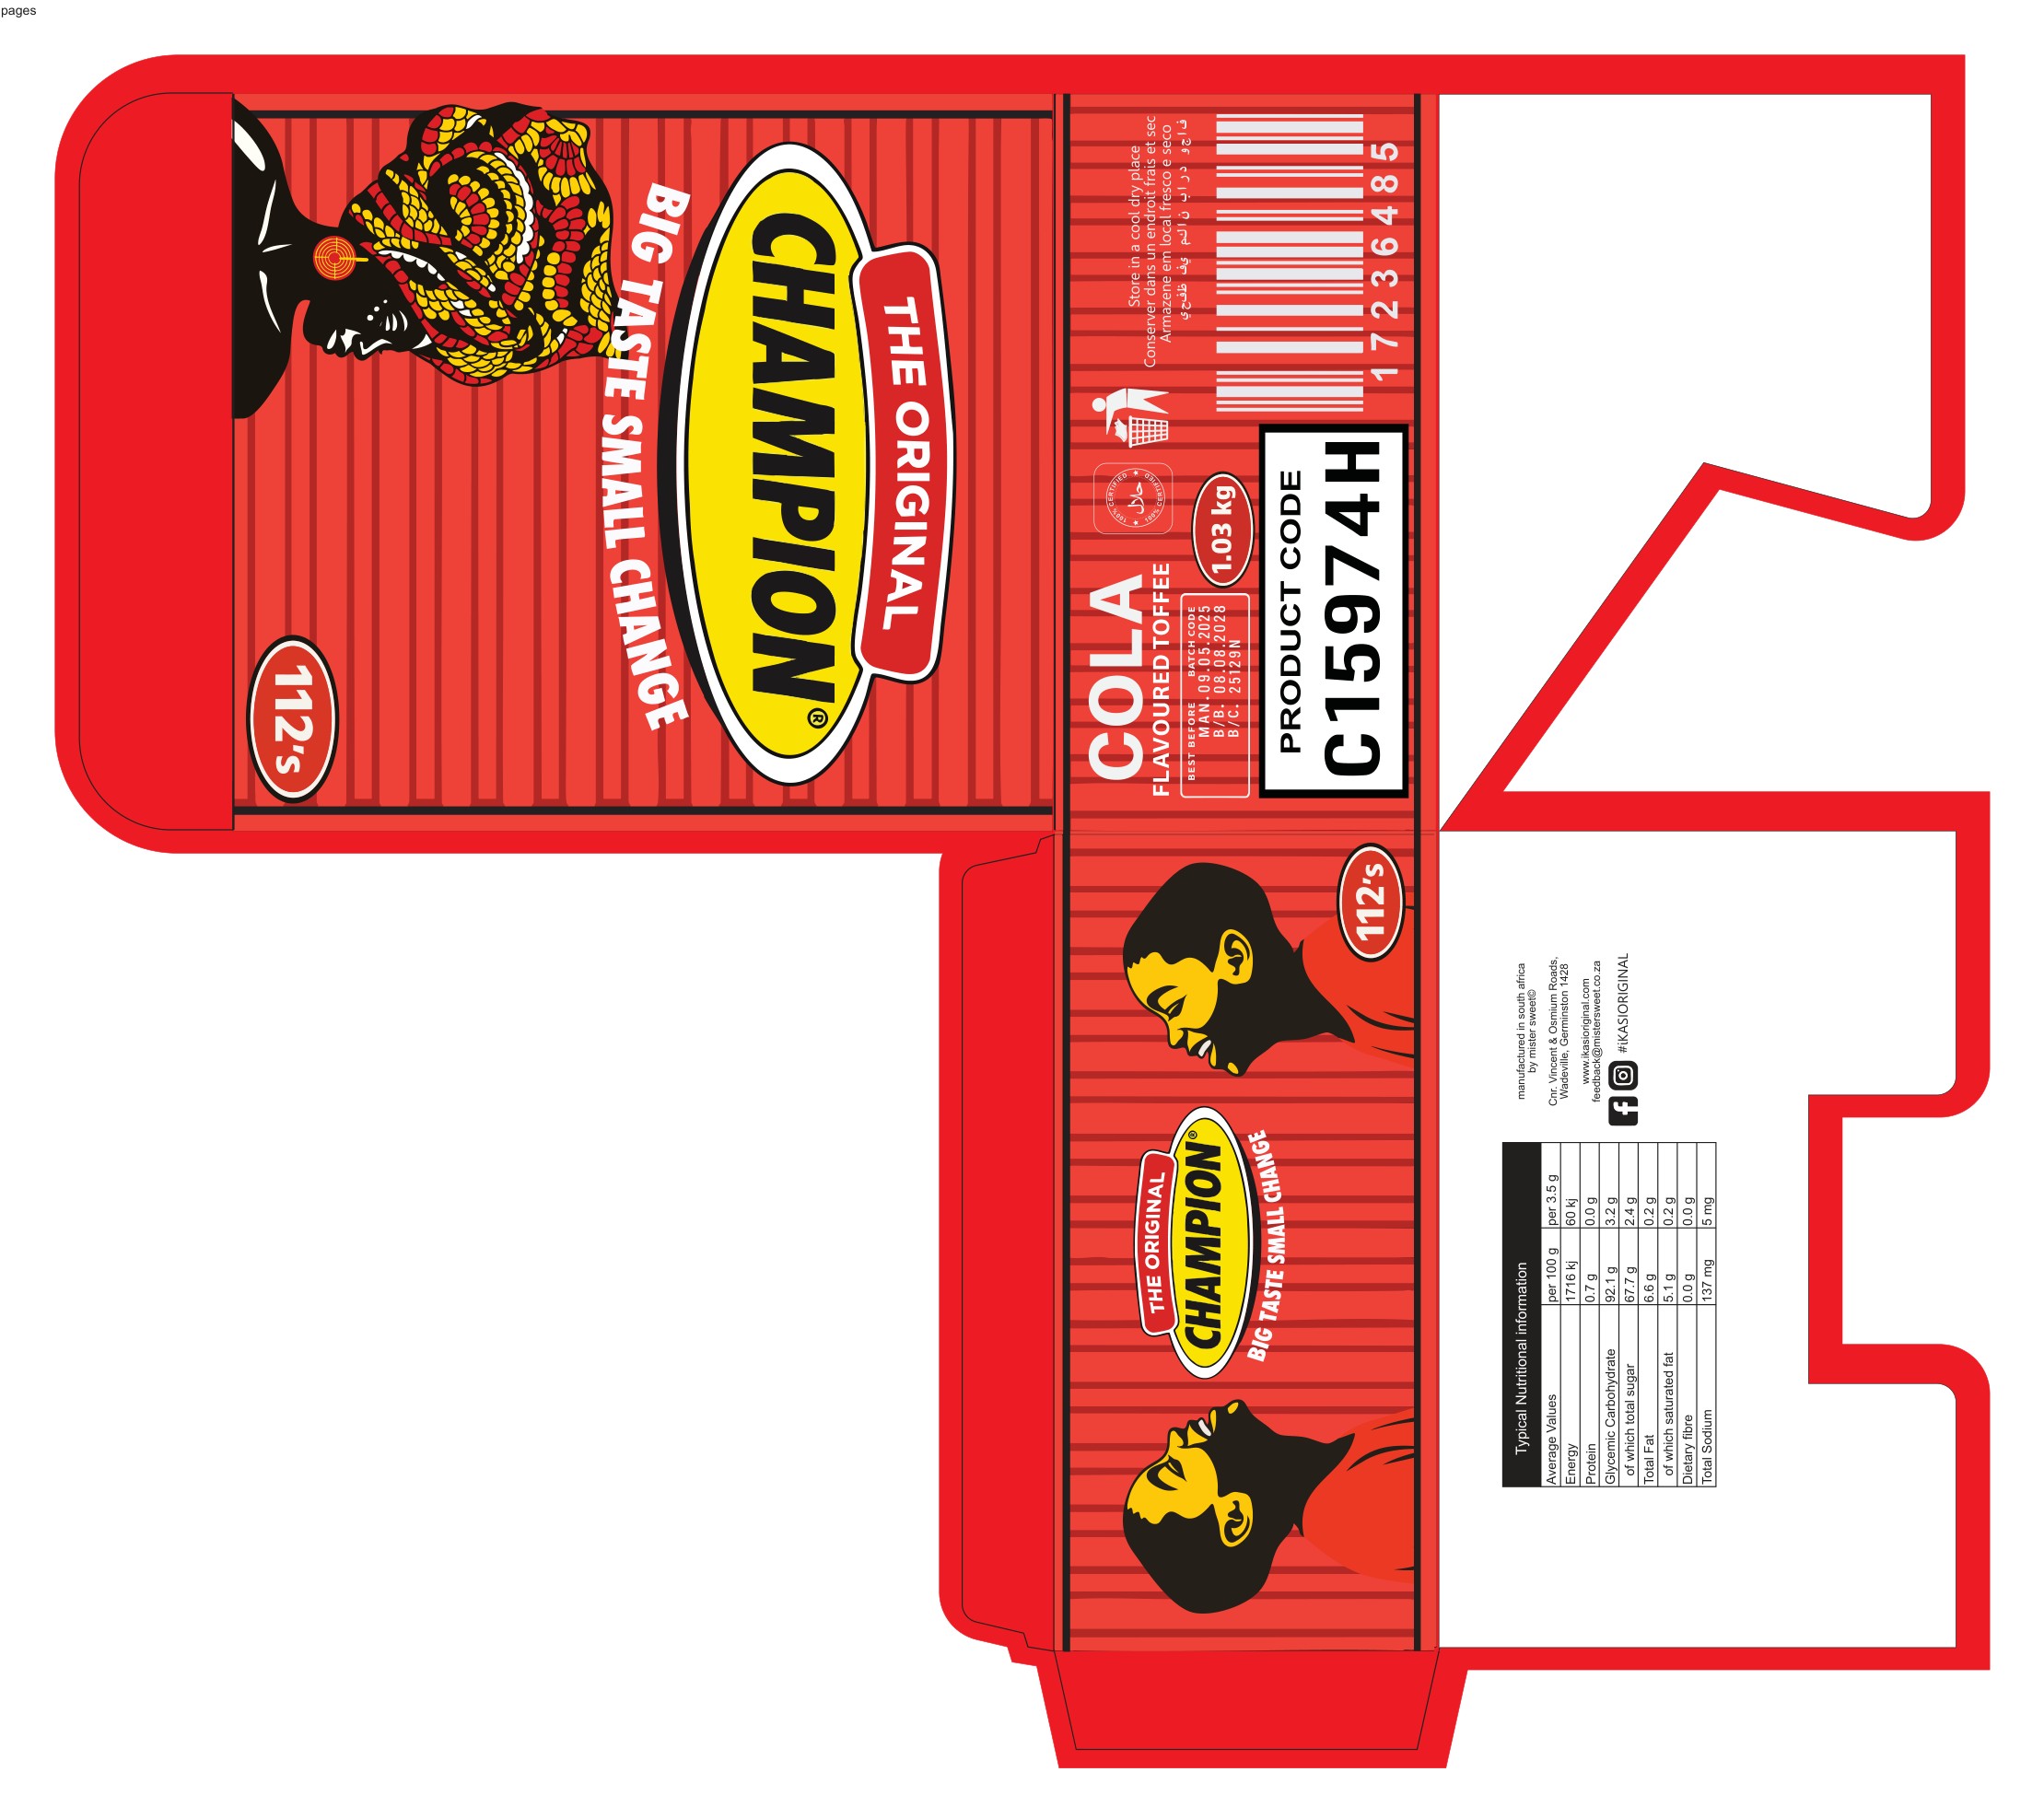 pages
BIG TASTE SMALL CHANGE
THE ORIGINAL
CHAMPION®
112's
Store in a cool dry place
Conserver dans un endroit frais et sec
Armazene em local fresco e seco
1 7 2 3 6 4 8 5
100% CERTIFIED ★ 100% CERTIFIED ★
حلال
COLA
FLAVOURED TOFFEE
1.03 kg
BEST BEFORE BATCH CODE
MAN.09.05.2025
B/B.08.08.2028
B/C. 25129N
PRODUCT CODE
C15974H
112's
THE ORIGINAL
CHAMPION®
BIG TASTE SMALL CHANGE
Typical Nutritional information
Average Values per 100 g per 3.5 g
Energy 1716 kj 60 kj
Protein 0.7 g 0.0 g
Glycemic Carbohydrate 92.1 g 3.2 g
of which total sugar 67.7 g 2.4 g
Total Fat 6.6 g 0.2 g
of which saturated fat 5.1 g 0.2 g
Dietary fibre 0.0 g 0.0 g
Total Sodium 137 mg 5 mg
manufactured in south africa
by mister sweet©
Cnr. Vincent & Osmium Roads,
Wadeville, Germinston 1428
www.ikasioriginal.com
feedback@mistersweet.co.za
#iKASIORIGINAL